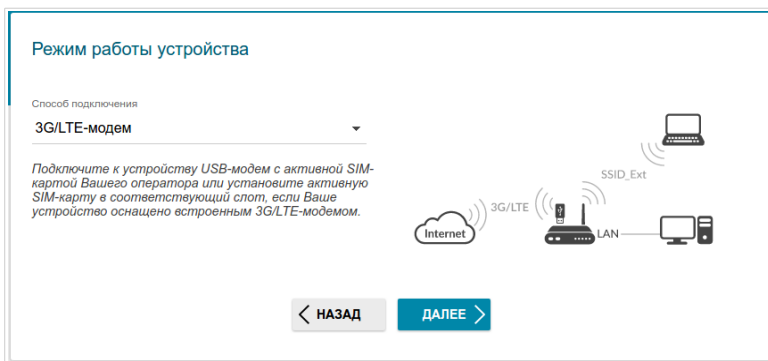 Режим работы устройства
Способ подключения
3G/LTE-модем
Подключите к устройству USB-модем с активной SIM-
картой Вашего оператора или установите активную
SIM-карту в соответствующий слот, если Ваше
устройство оснащено встроенным 3G/LTE-модемом.
SSID_Ext
3G/LTE
Internet
LAN
НАЗАД
ДАЛЕЕ